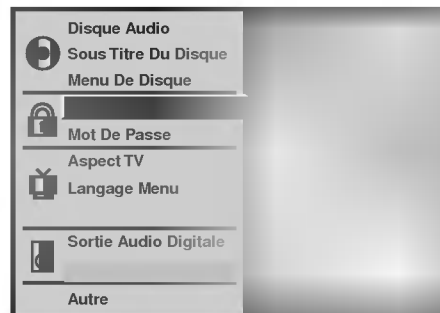 Disque Audio
Sous Titre Du Disque
Menu De Disque
Mot De Passe
Aspect TV
Langage Menu
Sortie Audio Digitale
Autre